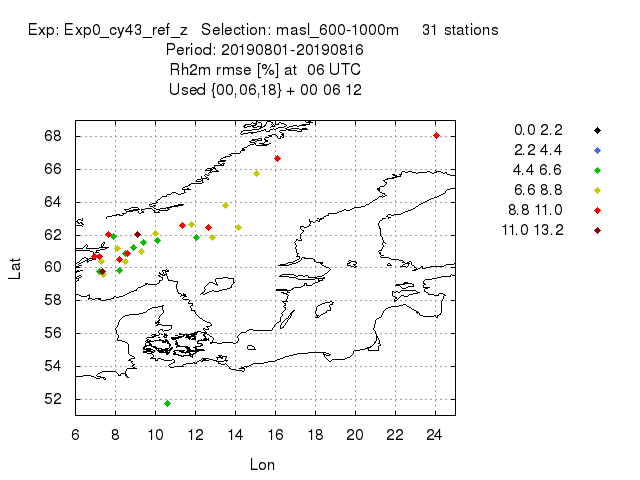 Exp: Exp0_cy43_ref_z Selection: masl_600-1000m 31 stations
Period: 20190801-20190816
Rh2m rmse [%] at 06 UTC
Used {00,06,18} + 00 06 12
68
66
64
62
60
58
56
54
52
Lat
6 8 10 12 14 16 18 20 22 24
Lon
0.0 2.2
2.2 4.4
4.4 6.6
6.6 8.8
8.8 11.0
11.0 13.2